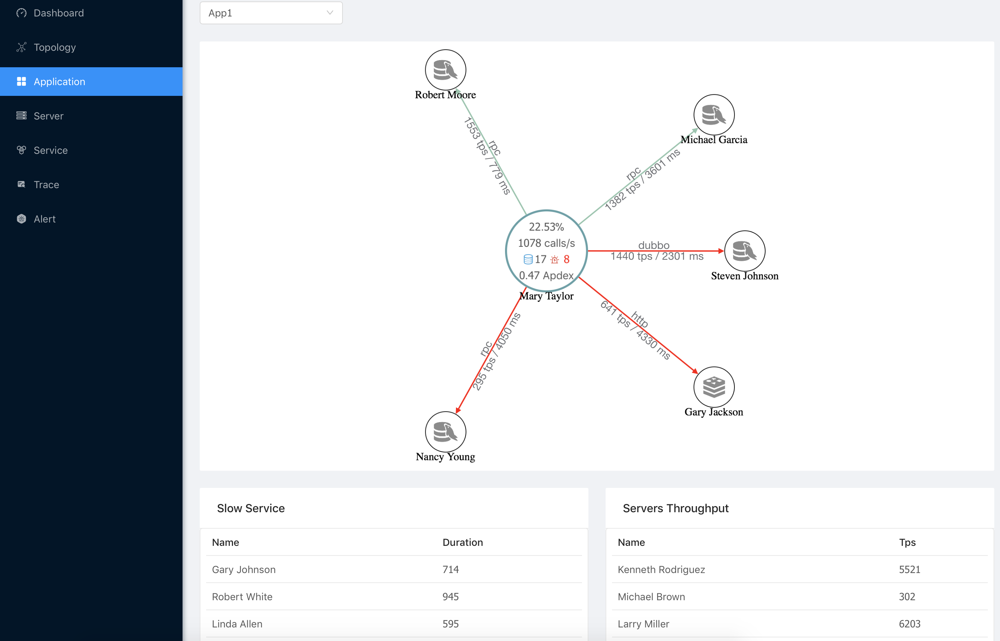 Dashboard
Topology
Application
Server
Service
Trace
Alert
App1
Robert Moore
Michael Garcia
rpc
1553 tps / 779 ms
rpc
1382 tps / 3601 ms
22.53%
1078 calls/s
17 8
0.47 Apdex
Mary Taylor
dubbo
1440 tps / 2301 ms
Steven Johnson
http
641 tps / 4330 ms
rpc
295 tps / 4050 ms
Gary Jackson
Nancy Young
Slow Service
Name Duration
Gary Johnson 714
Robert White 945
Linda Allen 595
Servers Throughput
Name Tps
Kenneth Rodriguez 5521
Michael Brown 302
Larry Miller 6203